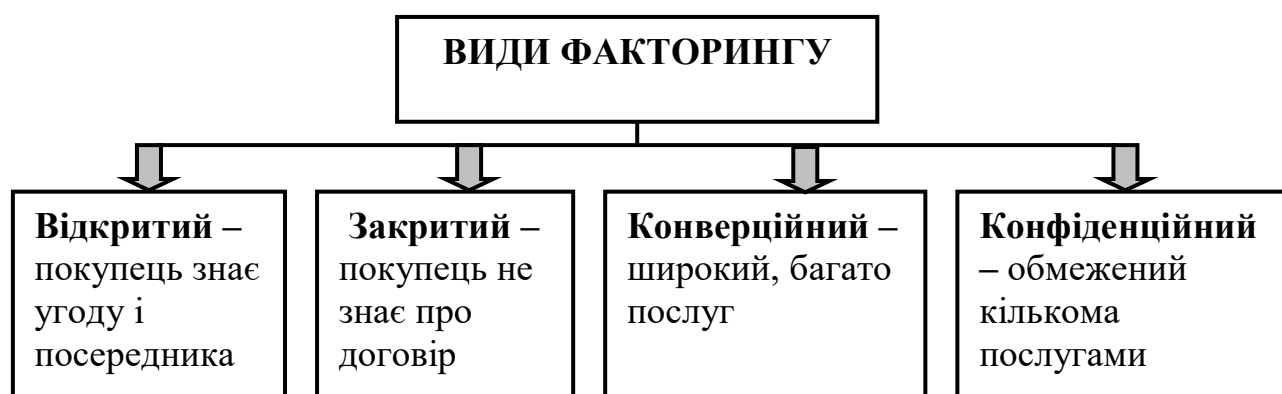 ВИДИ ФАКТОРИНГУ
Відкритий –
покупець знає
угоду і
посередника
Закритий –
покупець не
знає про
договір
Конверційний –
широкий, багато
послуг
Конфіденційний
– обмежений
кількома
послугами